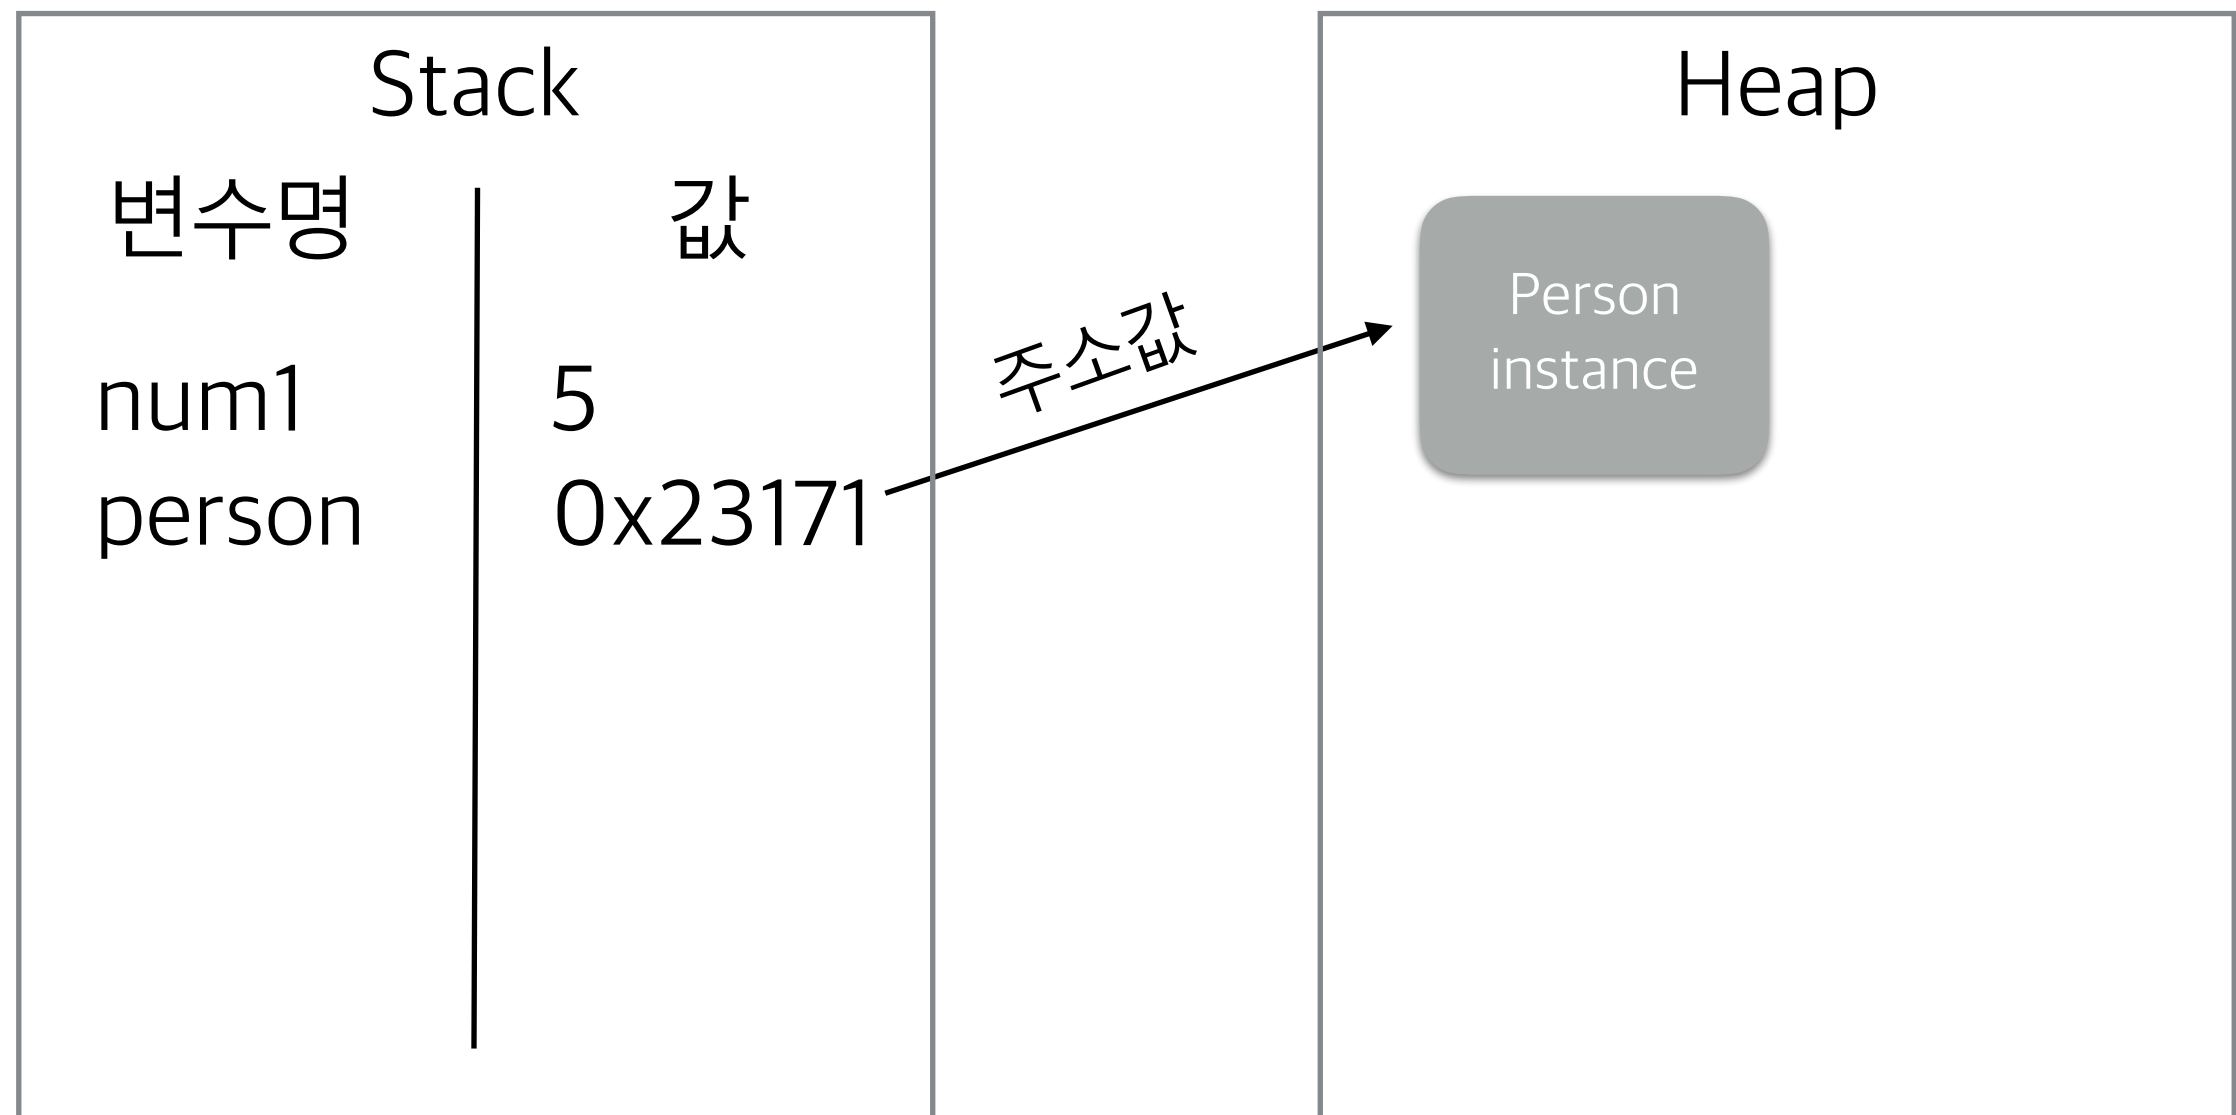 Stack
변수명 값
num1 5
person 0x23171
주소값
Heap
Person
instance